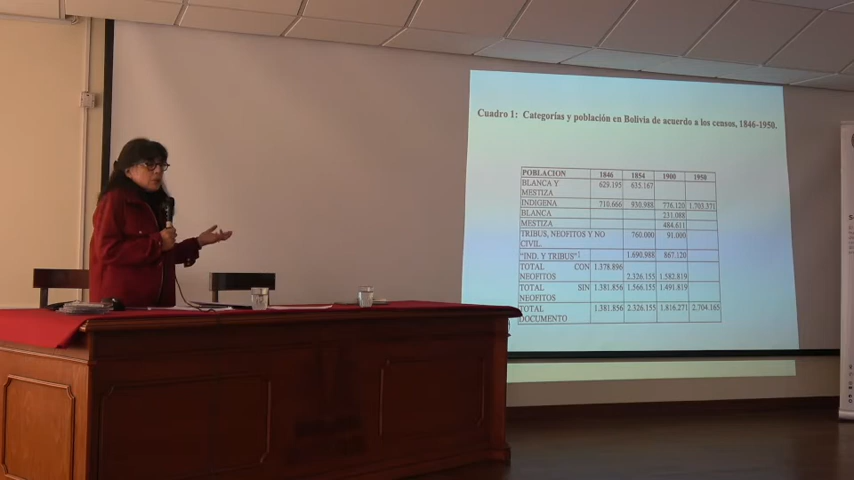 Cuadro 1: Categorías y población en Bolivia de acuerdo a los censos, 1846-1950.
POBLACION 1846 1854 1900 1950
BLANCA Y MESTIZA 629.195 635.167
INDIGENA 710.666 930.988 776.120 1.703.371
BLANCA 231.088
MESTIZA 484.611
TRIBUS, NEOFITOS Y NO CIVIL. 760.000 91.000
"IND. Y TRIBUS" 1.690.988 867.120
TOTAL CON NEOFITOS 1.378.896 2.326.155 1.582.819
TOTAL SIN NEOFITOS 1.381.856 1.566.155 1.491.819
TOTAL DOCUMENTO 1.381.856 2.326.155 1.816.271 2.704.165